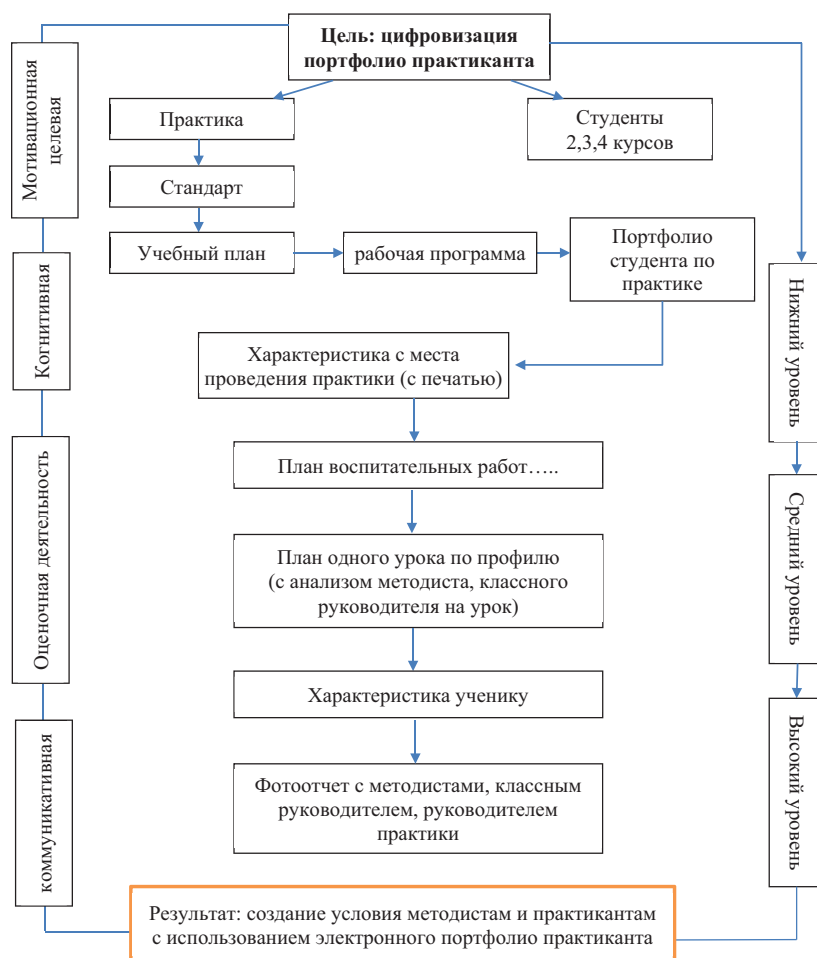 Цель: цифровизация
портфолио практиканта
Мотивационная
целевая
Практика
Студенты
2,3,4 курсов
Стандарт
Учебный план
рабочая программа
Портфолио
студента по
практике
Когнитивная
Нижний уровень
Характеристика с места
проведения практики (с печатью)
План воспитательных работ…..
Оценочная деятельность
Средний уровень
План одного урока по профилю
(с анализом методиста, классного
руководителя на урок)
Характеристика ученику
коммуникативная
Высокий уровень
Фотоотчет с методистами, классным
руководителем, руководителем
практики
Результат: создание условия методистам и практикантам
с использованием электронного портфолио практиканта